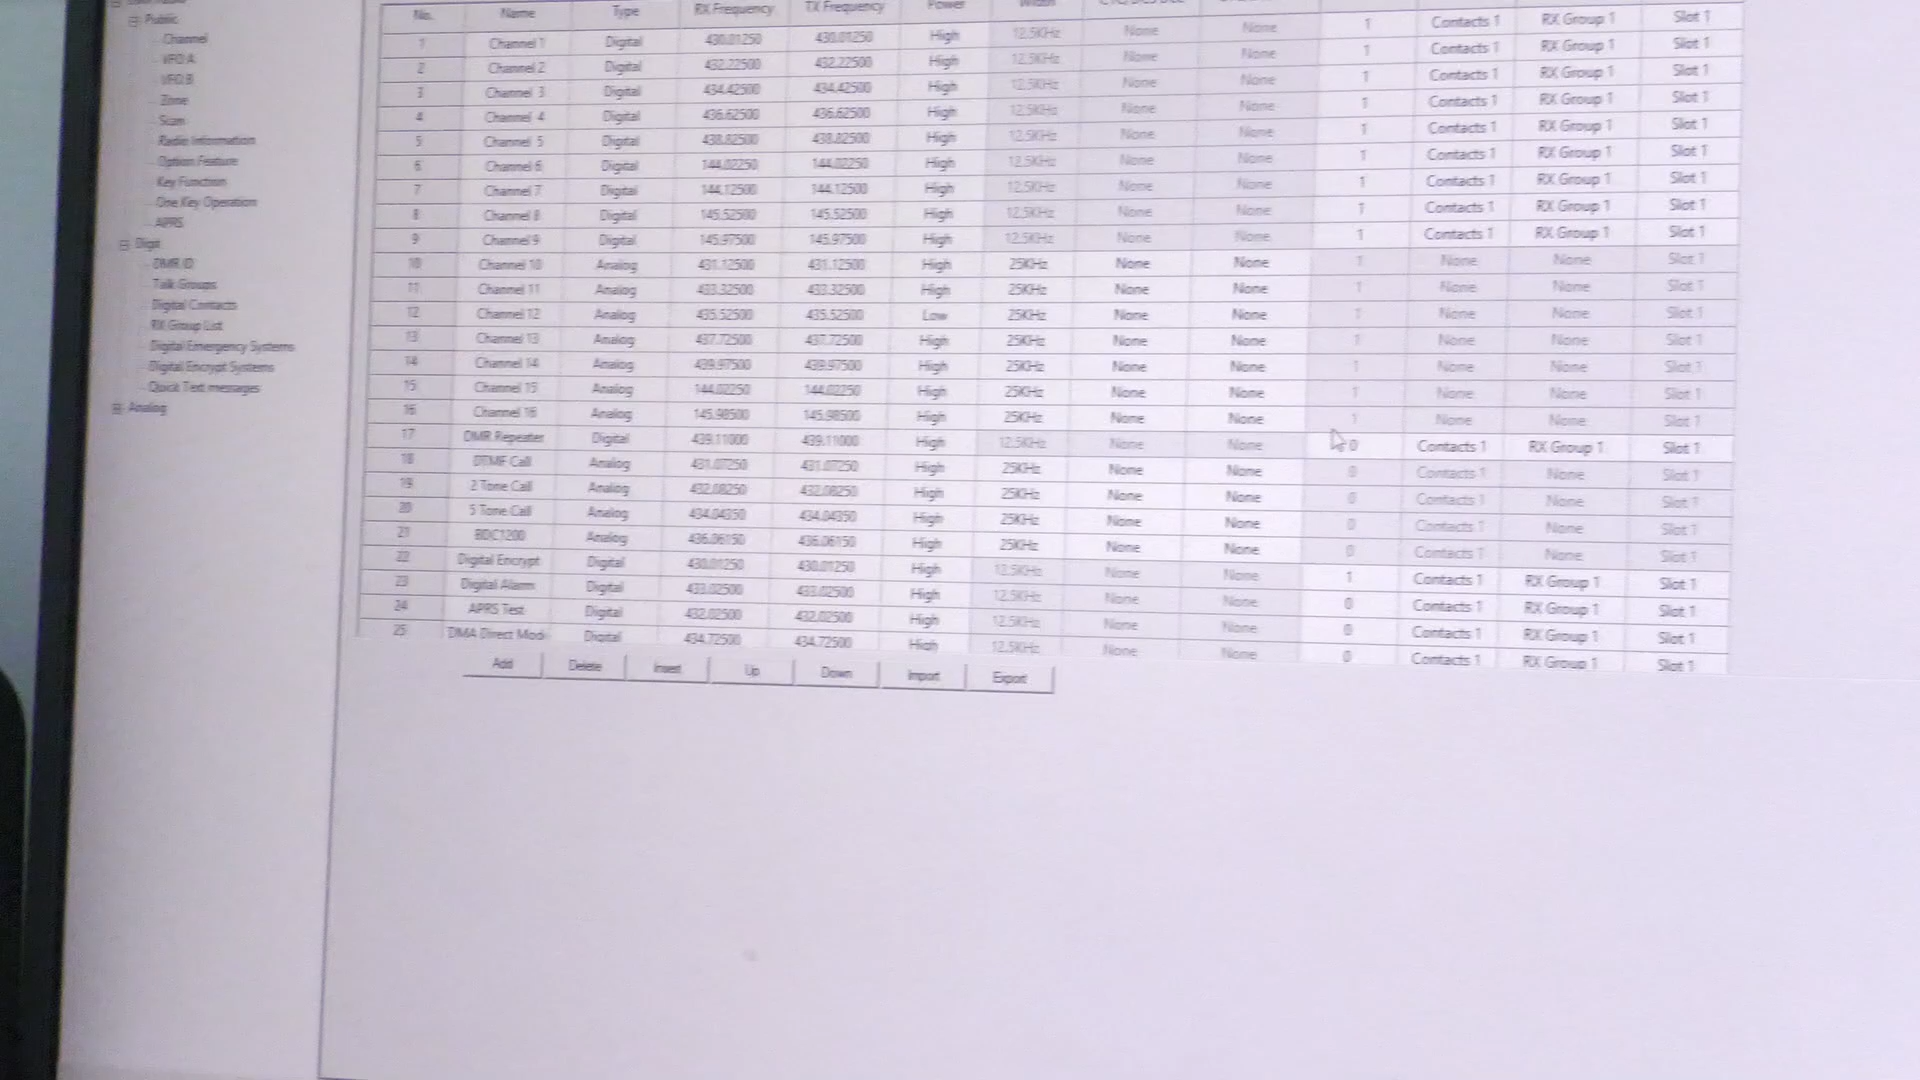 Public
Channel
VFO A
VFO B
Zone
Scan
Radio Information
Option Feature
Key Function
One Key Operation
APRS
Digit
DMR ID
Talk Groups
Digital Contacts
RX Group List
Digital Emergency Systems
Digital Encrypt Systems
Quick Text messages
Analog
No. Name Type RX Frequency TX Frequency Power
1 Channel 1 Digital 430.01250 430.01250 High 12.5KHz None None 1 Contacts 1 RX Group 1 Slot 1
2 Channel 2 Digital 432.22500 432.22500 High 12.5KHz None None 1 Contacts 1 RX Group 1 Slot 1
3 Channel 3 Digital 434.42500 434.42500 High 12.5KHz None None 1 Contacts 1 RX Group 1 Slot 1
4 Channel 4 Digital 436.62500 436.62500 High 12.5KHz None None 1 Contacts 1 RX Group 1 Slot 1
5 Channel 5 Digital 438.82500 438.82500 High 12.5KHz None None 1 Contacts 1 RX Group 1 Slot 1
6 Channel 6 Digital 144.02250 144.02250 High 12.5KHz None None 1 Contacts 1 RX Group 1 Slot 1
7 Channel 7 Digital 144.12500 144.12500 High 12.5KHz None None 1 Contacts 1 RX Group 1 Slot 1
8 Channel 8 Digital 145.52500 145.52500 High 12.5KHz None None 1 Contacts 1 RX Group 1 Slot 1
9 Channel 9 Digital 145.97500 145.97500 High 12.5KHz None None 1 Contacts 1 RX Group 1 Slot 1
10 Channel 10 Analog 431.12500 431.12500 High 25KHz None None 1 None None Slot 1
11 Channel 11 Analog 433.32500 433.32500 High 25KHz None None 1 None None Slot 1
12 Channel 12 Analog 435.52500 435.52500 Low 25KHz None None 1 None None Slot 1
13 Channel 13 Analog 437.72500 437.72500 High 25KHz None None 1 None None Slot 1
14 Channel 14 Analog 439.97500 439.97500 High 25KHz None None 1 None None Slot 1
15 Channel 15 Analog 144.02250 144.02250 High 25KHz None None 1 None None Slot 1
16 Channel 16 Analog 145.98500 145.98500 High 25KHz None None 1 None None Slot 1
17 DMR Repeater Digital 439.11000 439.11000 High 12.5KHz None None 0 Contacts 1 RX Group 1 Slot 1
18 DTMF Call Analog 431.07250 431.07250 High 25KHz None None 0 Contacts 1 None Slot 1
19 2 Tone Call Analog 432.08250 432.08250 High 25KHz None None 0 Contacts 1 None Slot 1
20 5 Tone Call Analog 434.04350 434.04350 High 25KHz None None 0 Contacts 1 None Slot 1
21 BDC1200 Analog 436.06150 436.06150 High 25KHz None None 0 Contacts 1 None Slot 1
22 Digital Encrypt Digital 430.01250 430.01250 High 12.5KHz None None 1 Contacts 1 RX Group 1 Slot 1
23 Digital Alarm Digital 433.02500 433.02500 High 12.5KHz None None 0 Contacts 1 RX Group 1 Slot 1
24 APRS Test Digital 432.02500 432.02500 High 12.5KHz None None 0 Contacts 1 RX Group 1 Slot 1
25 DMA Direct Mod Digital 434.72500 434.72500 High 12.5KHz None None 0 Contacts 1 RX Group 1 Slot 1
Add Delete Insert Up Down Import Export